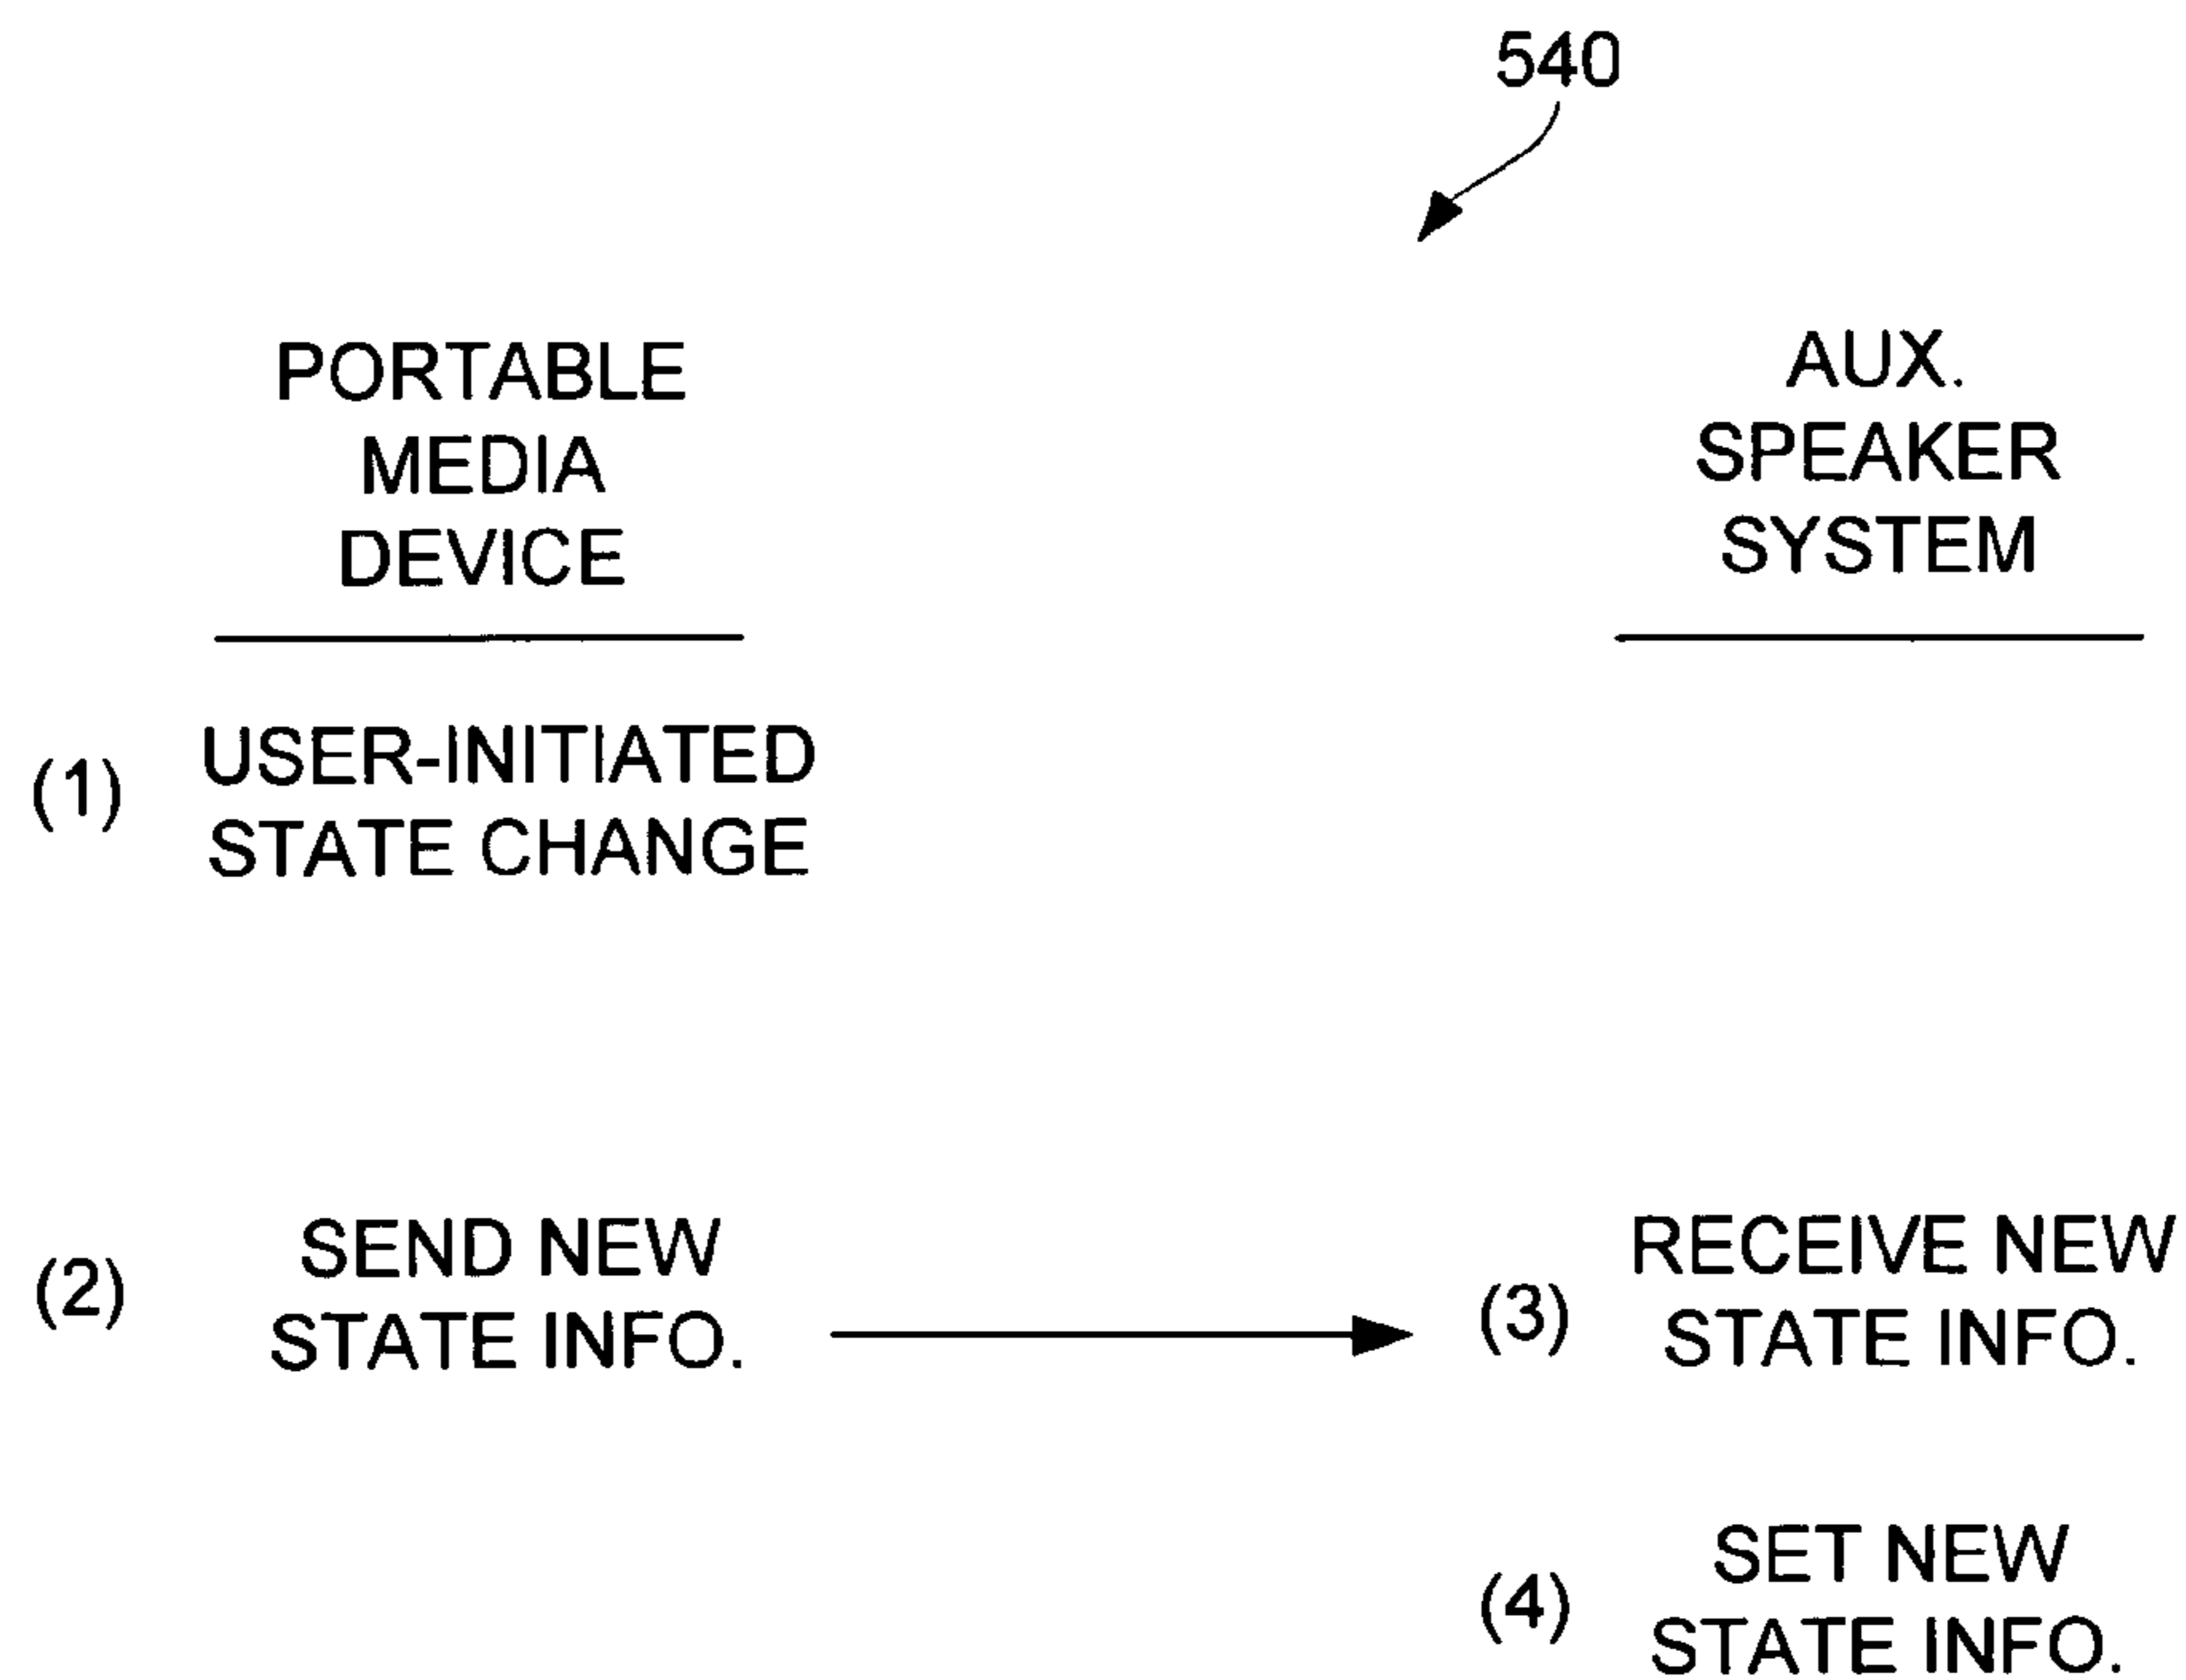 540
PORTABLE
MEDIA
DEVICE
AUX.
SPEAKER
SYSTEM
(1)
USER-INITIATED
STATE CHANGE
(2)
SEND NEW
STATE INFO.
(3)
RECEIVE NEW
STATE INFO.
(4)
SET NEW
STATE INFO.